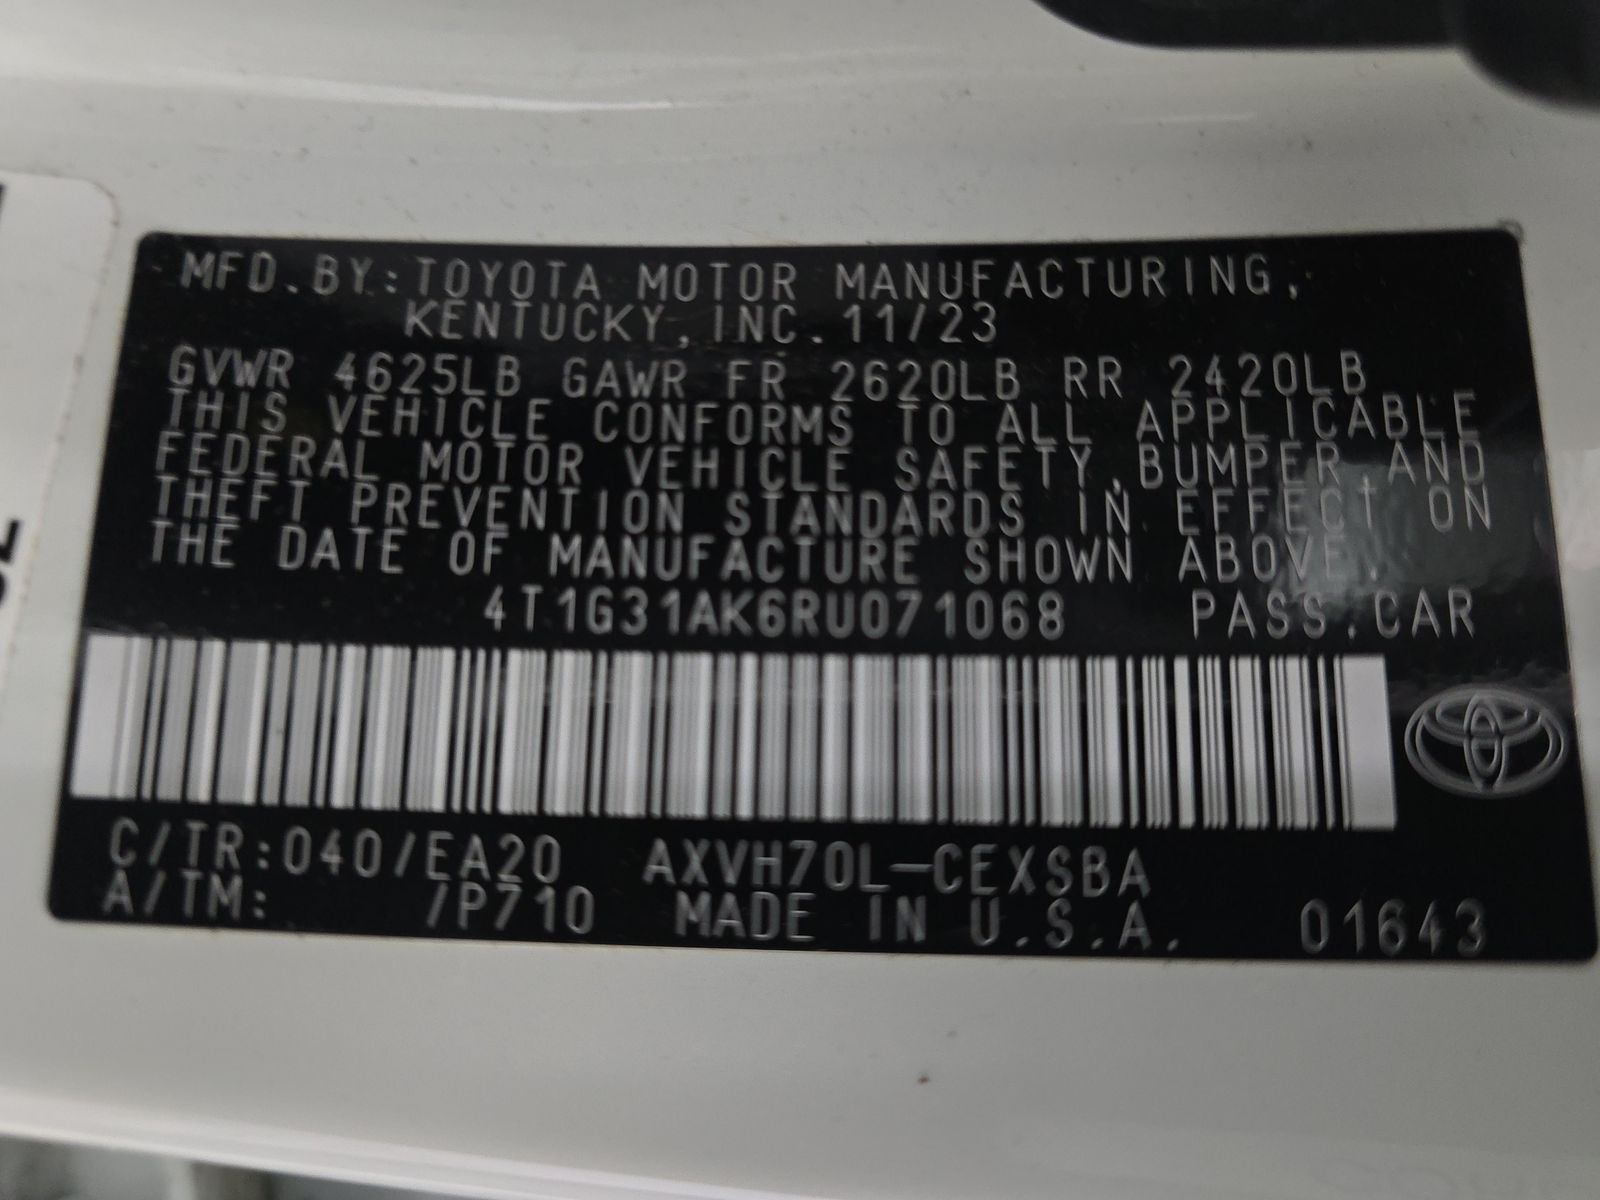 MFD.BY:TOYOTA MOTOR MANUFACTURING,
KENTUCKY,INC.11/23
GVWR 4625LB GAWR FR 2620LB RR 2420LB
THIS VEHICLE CONFORMS TO ALL APPLICABLE
FEDERAL MOTOR VEHICLE SAFETY,BUMPER,AND
THEFT PREVENTION STANDARDS IN EFFECT ON
THE DATE OF MANUFACTURE SHOWN ABOVE.
4T1G31AK6RU071068 PASS.CAR
C/TR:040/EA20 AXVH70L-CEXSBA
A/TM: /P710 MADE IN U.S.A. 01643